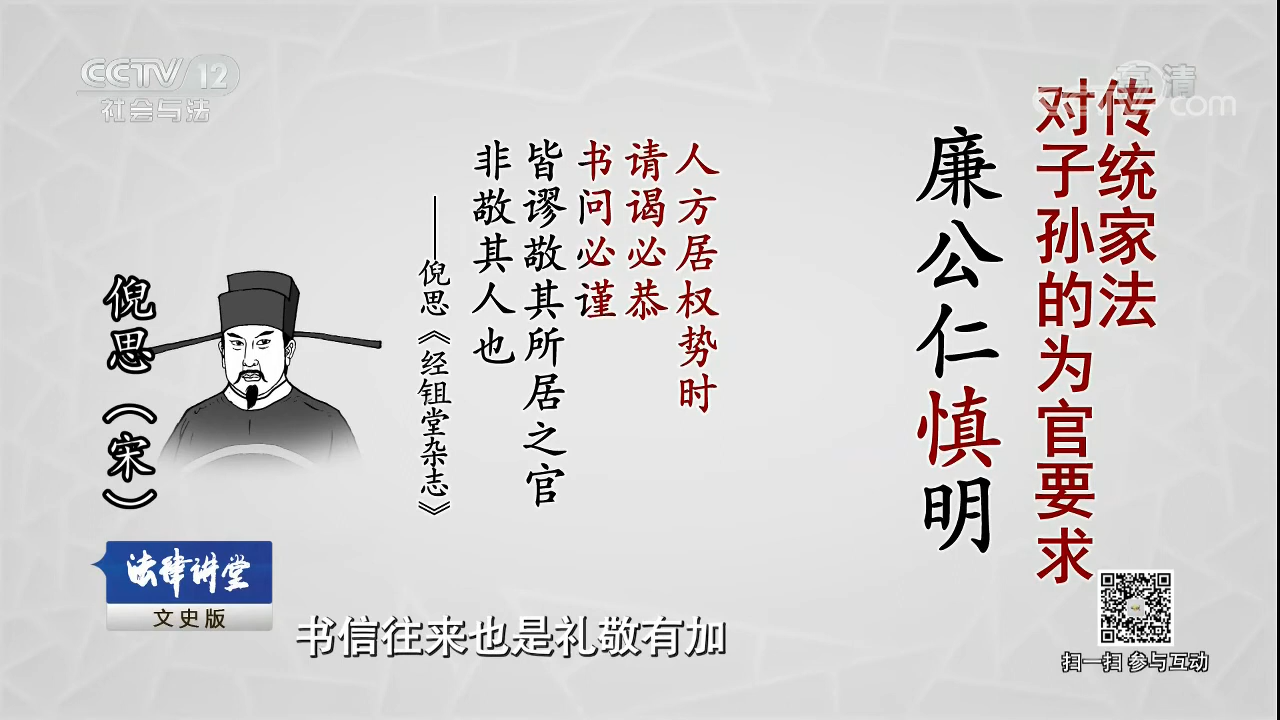 CCTV 12
社会与法
高清
CCTV.com
传统家法
对子孙的为官要求
廉公仁慎明
人方居权势时
请谒必恭
书问必谨
皆谬敬其所居之官
非敬其人也
——倪思《经钼堂杂志》
倪思（宋）
法律讲堂
文史版
书信往来也是礼敬有加
扫一扫 参与互动